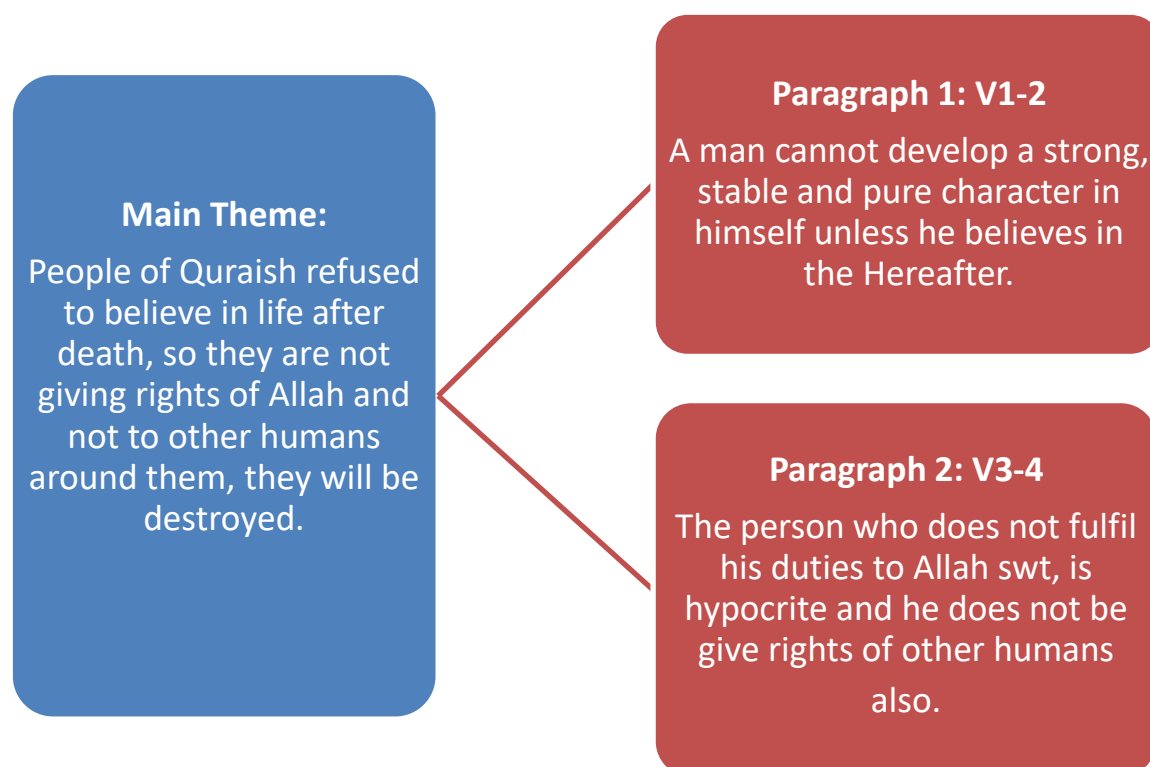 Main Theme:
People of Quraish refused
to believe in life after
death, so they are not
giving rights of Allah and
not to other humans
around them, they will be
destroyed.
Paragraph 1: V1-2
A man cannot develop a strong,
stable and pure character in
himself unless he believes in
the Hereafter.
Paragraph 2: V3-4
The person who does not fulfil
his duties to Allah swt, is
hypocrite and he does not be
give rights of other humans
also.